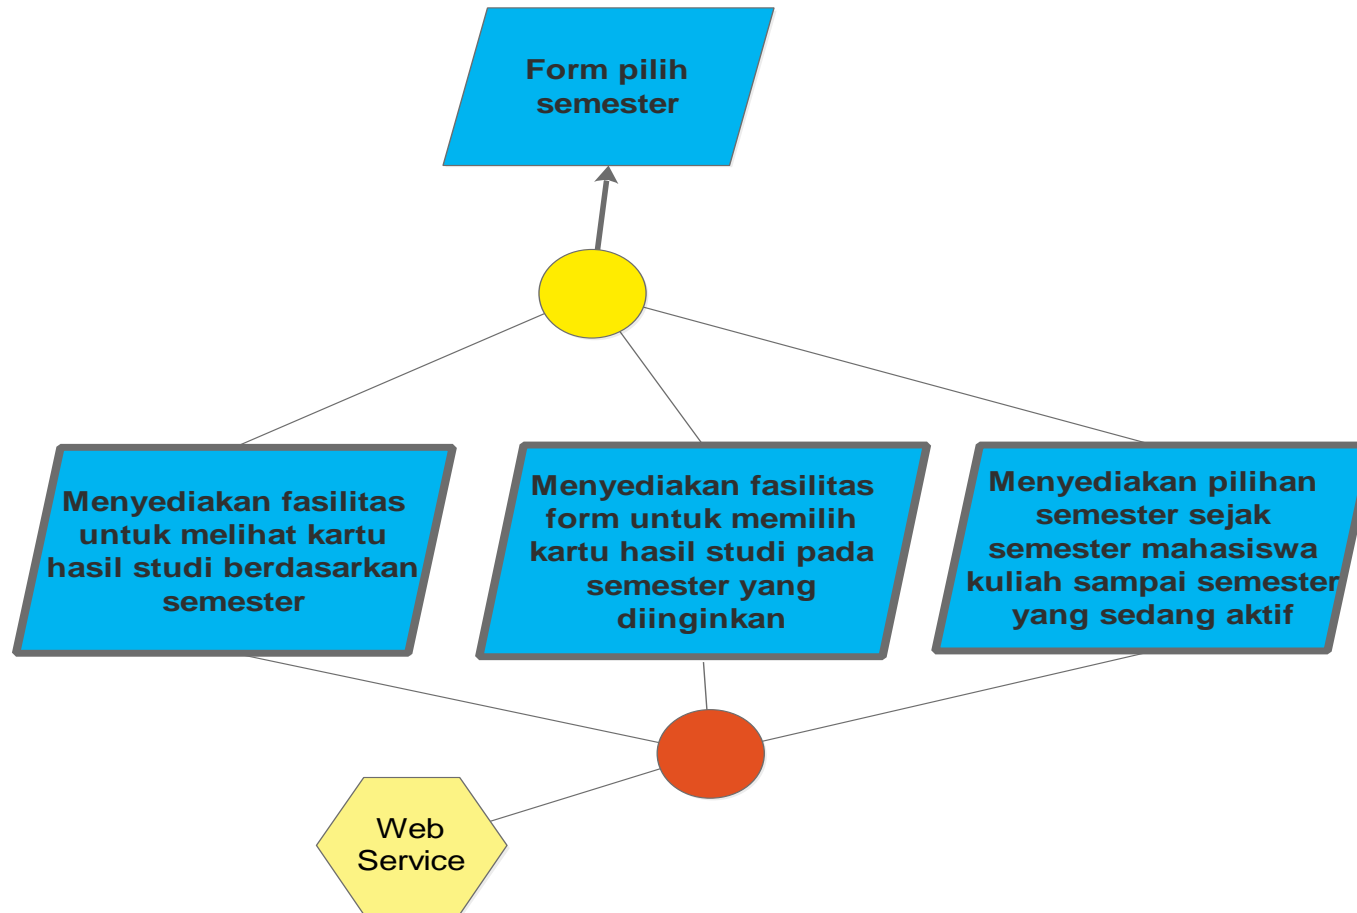 Form pilih
semester
Menyediakan fasilitas
untuk melihat kartu
hasil studi berdasarkan
semester
Menyediakan fasilitas
form untuk memilih
kartu hasil studi pada
semester yang
diinginkan
Menyediakan pilihan
semester sejak
semester mahasiswa
kuliah sampai semester
yang sedang aktif
Web
Service